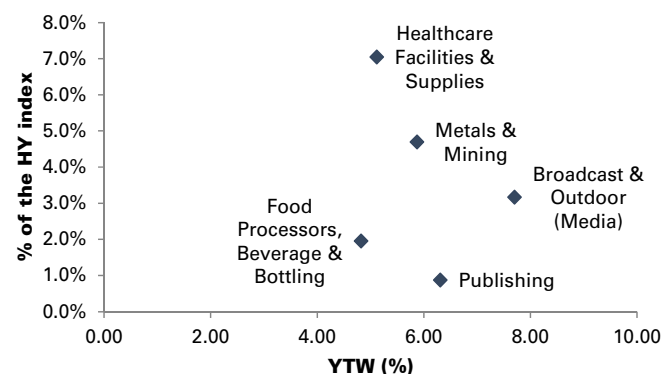 8.0%
7.0%
6.0%
5.0%
4.0%
3.0%
2.0%
1.0%
0.0%
% of the HY index
Healthcare
Facilities &
Supplies
Metals &
Mining
Broadcast &
Outdoor
(Media)
Food
Processors,
Beverage &
Bottling
Publishing
0.00 2.00 4.00 6.00 8.00 10.00
YTW (%)